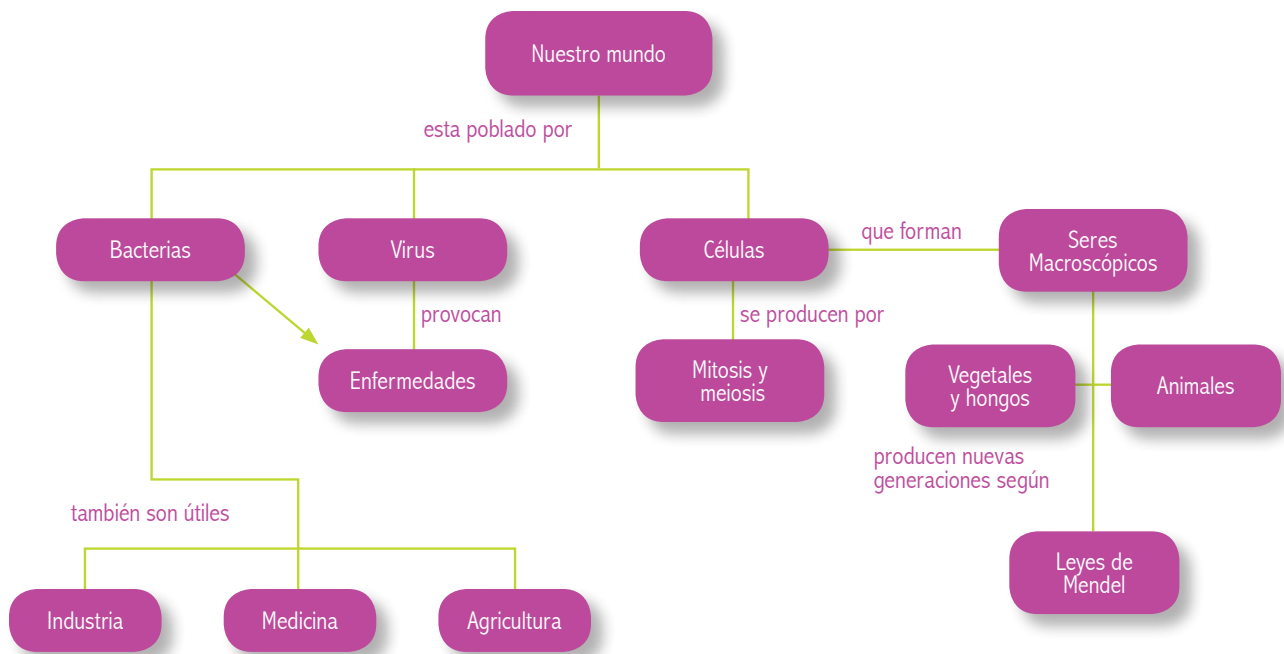 Nuestro mundo
esta poblado por
Bacterias
Virus
Células
que forman
Seres
Macroscópicos
provocan
se producen por
Enfermedades
Mitosis y
meiosis
Vegetales
y hongos
Animales
producen nuevas
generaciones según
también son útiles
Leyes de
Mendel
Industria
Medicina
Agricultura